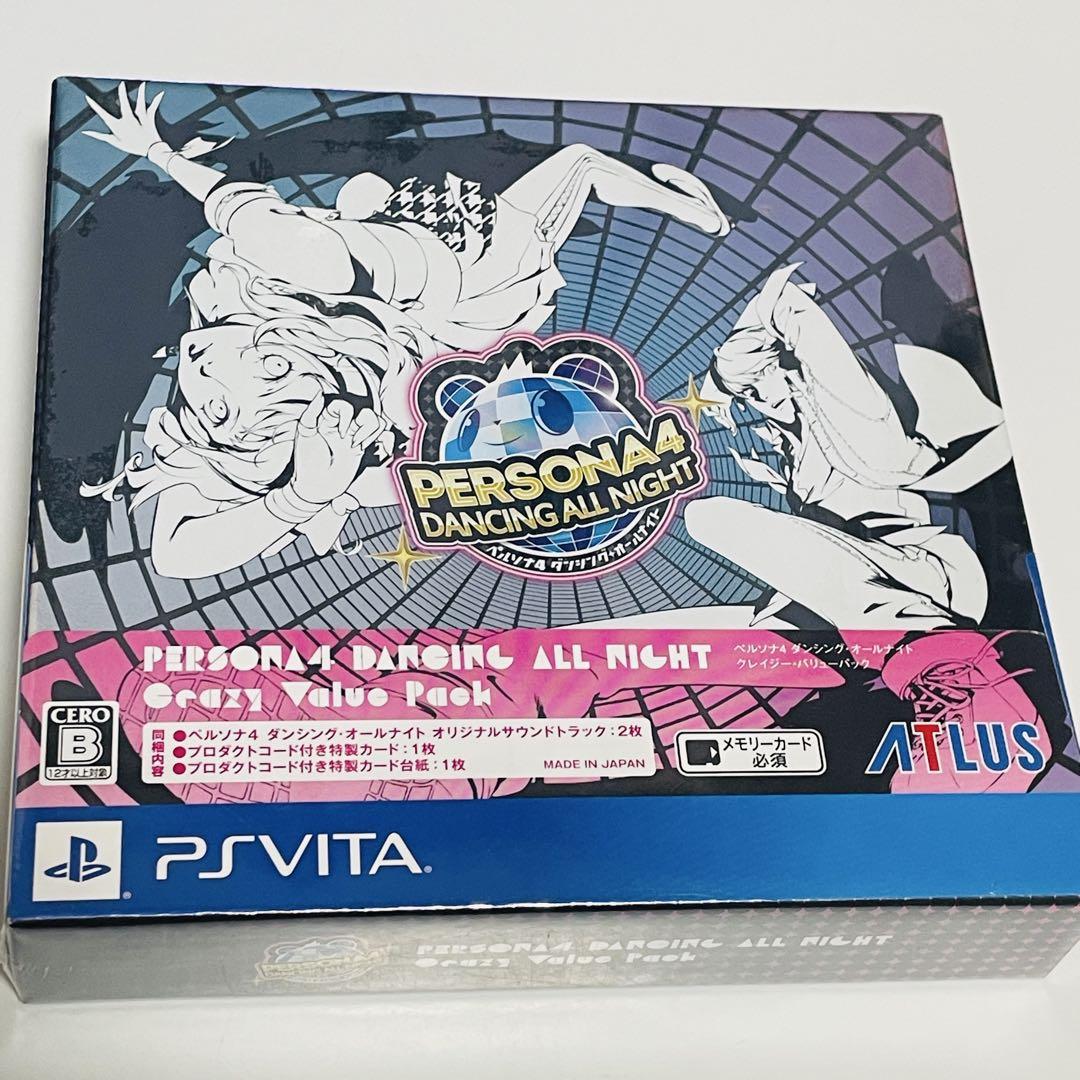 PERSONA4
DANCING ALL NIGHT
ペルソナ4 ダンシング・オールナイト
PERSONA4 DANCING ALL NIGHT
Crazy Value Pack
ペルソナ4 ダンシング・オールナイト
クレイジー・バリューパック
CERO
B
12才以上対象
同梱内容
●ペルソナ4 ダンシング・オールナイト オリジナルサウンドトラック:2枚
●プロダクトコード付き特製カード:1枚
●プロダクトコード付き特製カード台紙:1枚
MADE IN JAPAN
メモリーカード
必須
ATLUS
PSVITA
PERSONA4
DANCING ALL NIGHT
PERSONA4 DANCING ALL NIGHT
Crazy Value Pack